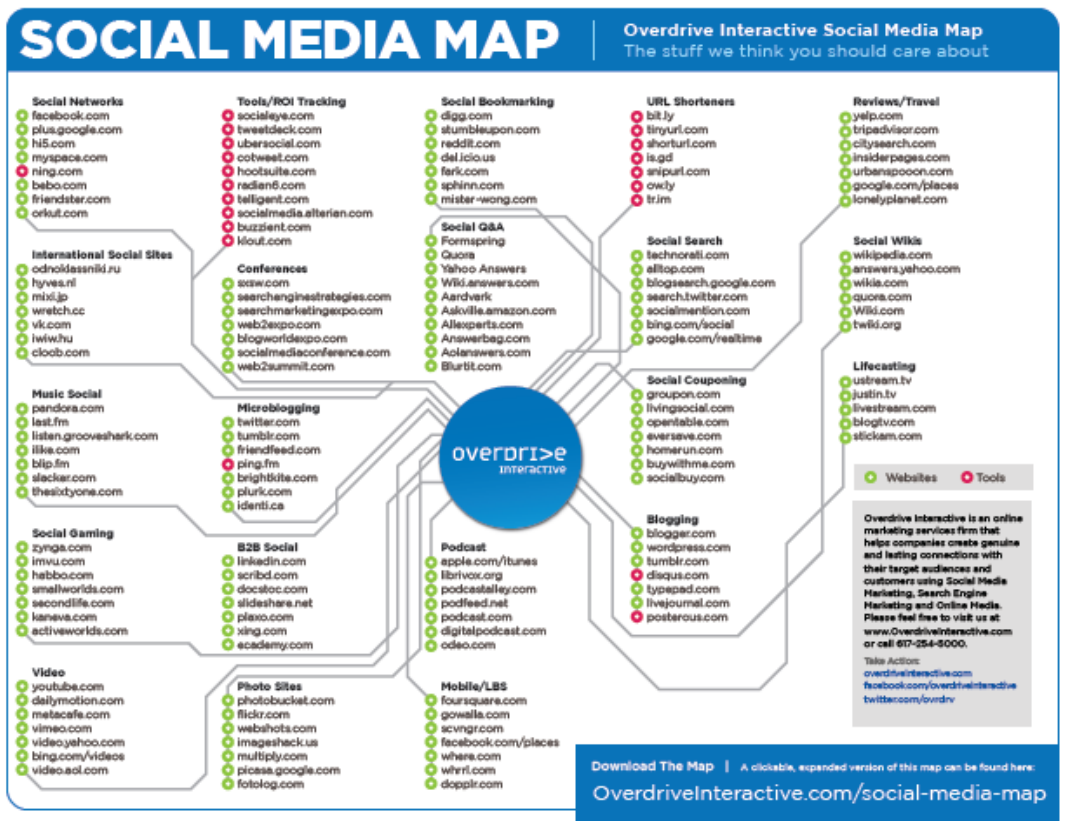 SOCIAL MEDIA MAP
Overdrive Interactive Social Media Map
The stuff we think you should care about
Social Networks
facebook.com
plus.google.com
hi5.com
myspace.com
ning.com
bebo.com
friendster.com
orkut.com
International Social Sites
odnoklassniki.ru
hyves.nl
mixi.jp
wretch.cc
vk.com
iwiw.hu
cloob.com
Music Social
pandora.com
last.fm
listen.grooveshark.com
ilike.com
blip.fm
slacker.com
thesixtyone.com
Social Gaming
zynga.com
imvu.com
habbo.com
smallworlds.com
secondlife.com
kaneva.com
activeworlds.com
Video
youtube.com
dailymotion.com
metacafe.com
vimeo.com
video.yahoo.com
bing.com/videos
video.aol.com
Tools/ROI Tracking
socialeye.com
tweetdeck.com
ubersocial.com
cotweet.com
hootsuite.com
radian6.com
telligent.com
socialmedia.alterian.com
buzzient.com
klout.com
Conferences
sxsw.com
searchenginestrategies.com
searchmarketingexpo.com
web2expo.com
blogworldexpo.com
socialmediaconference.com
web2summit.com
Microblogging
twitter.com
tumblr.com
friendfeed.com
ping.fm
brightkite.com
plurk.com
identi.ca
B2B Social
linkedin.com
scribd.com
docstoc.com
slideshare.net
plaxo.com
xing.com
ecademy.com
Photo Sites
photobucket.com
flickr.com
webshots.com
imageshack.us
multiply.com
picasa.google.com
fotolog.com
Social Bookmarking
digg.com
stumbleupon.com
reddit.com
del.icio.us
fark.com
sphinn.com
mister-wong.com
Social Q&A
Formspring
Quora
Yahoo Answers
Wiki.answers.com
Aardvark
Askville.amazon.com
Allexperts.com
Answerbag.com
Aolanswers.com
Blurtit.com
overdrive
interactive
Podcast
apple.com/itunes
librivox.org
podcastalley.com
podfeed.net
podcast.com
digitalpodcast.com
odeo.com
Mobile/LBS
foursquare.com
gowalla.com
scvngr.com
facebook.com/places
where.com
whrrl.com
dopplr.com
URL Shorteners
bit.ly
tinyurl.com
shorturl.com
is.gd
snipurl.com
ow.ly
tr.im
Social Search
technorati.com
alltop.com
blogsearch.google.com
search.twitter.com
socialmention.com
bing.com/social
google.com/realtime
Social Couponing
groupon.com
livingsocial.com
opentable.com
eversave.com
homerun.com
buywithme.com
socialbuy.com
Blogging
blogger.com
wordpress.com
tumblr.com
disqus.com
typepad.com
livejournal.com
posterous.com
Reviews/Travel
yelp.com
tripadvisor.com
citysearch.com
insiderpages.com
urbanspooon.com
google.com/places
lonelyplanet.com
Social Wikis
wikipedia.com
answers.yahoo.com
wikia.com
quora.com
Wiki.com
twiki.org
Lifecasting
ustream.tv
justin.tv
livestream.com
blogtv.com
stickam.com
Websites
Tools
Overdrive Interactive is an online
marketing services firm that
helps companies create genuine
and lasting connections with
their target audiences and
customers using Social Media
Marketing, Search Engine
Marketing and Online Media.
Please feel free to visit us at
www.OverdriveInteractive.com
or call 617-254-5000.
Take Action:
overdriveinteractive.com
facebook.com/overdriveinteractive
twitter.com/ovrdrv
Download The Map | A clickable, expanded version of this map can be found here:
OverdriveInteractive.com/social-media-map